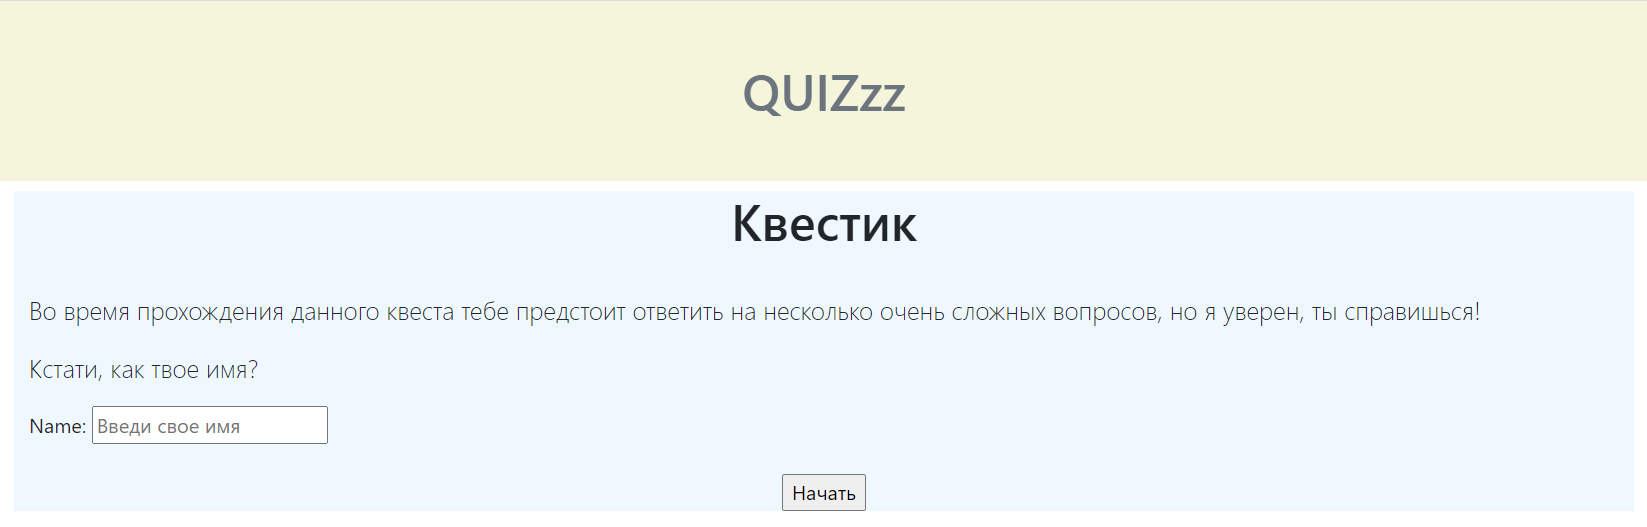 QUIZzz
Квестик
Во время прохождения данного квеста тебе предстоит ответить на несколько очень сложных вопросов, но я уверен, ты справишься!
Кстати, как твое имя?
Name: Введи свое имя
Начать